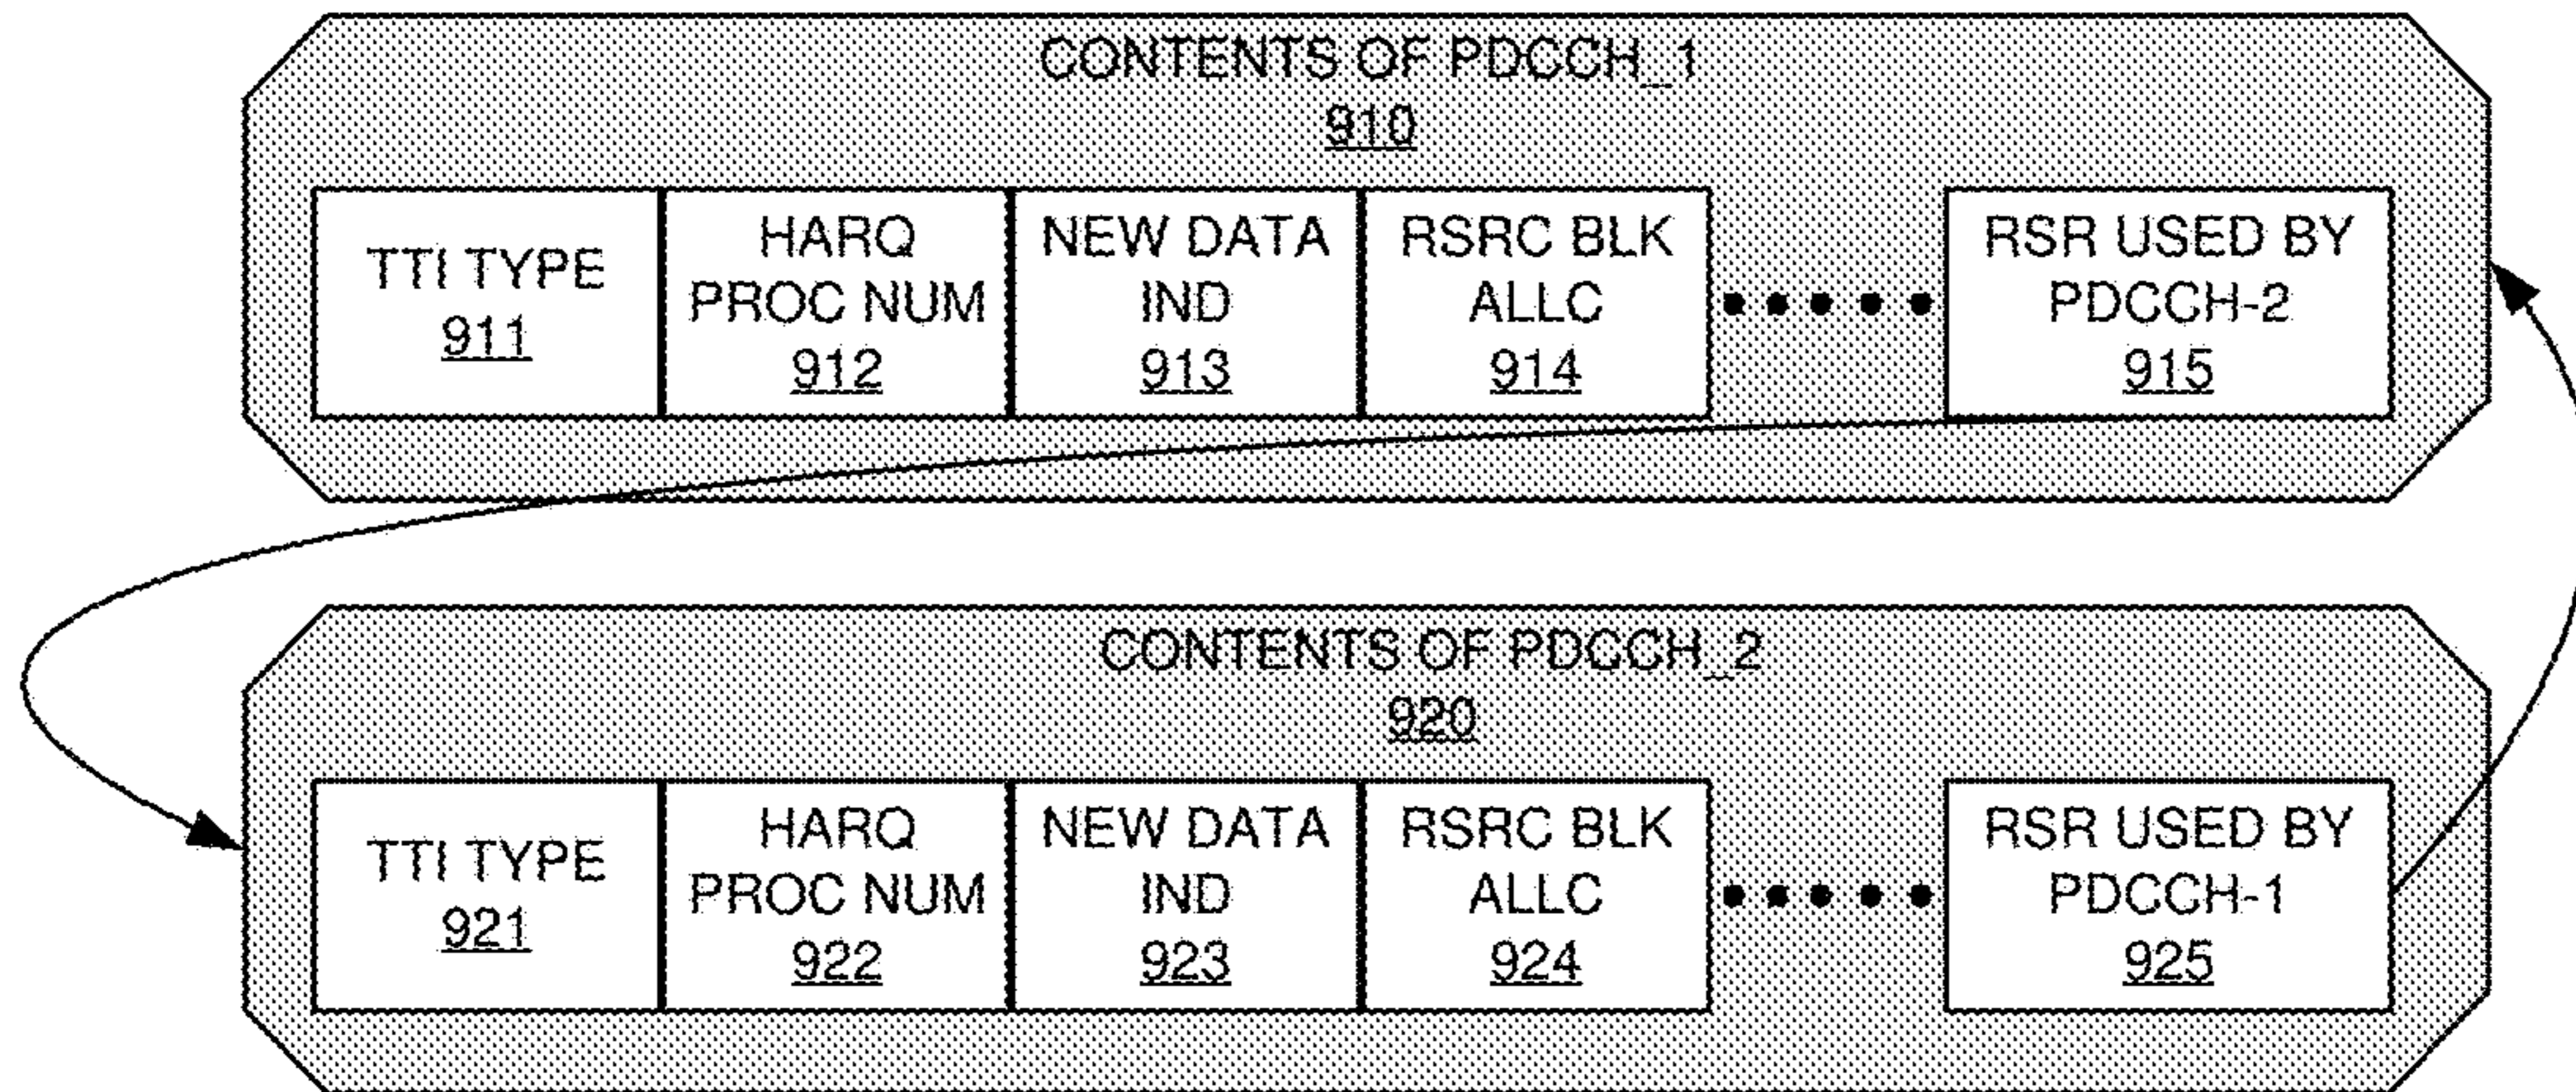 CONTENTS OF PDCCH_1
910
TTI TYPE
911
HARQ
PROC NUM
912
NEW DATA
IND
913
RSRC BLK
ALLC
914
RSR USED BY
PDCCH-2
915
CONTENTS OF PDCCH_2
920
TTI TYPE
921
HARQ
PROC NUM
922
NEW DATA
IND
923
RSRC BLK
ALLC
924
RSR USED BY
PDCCH-1
925